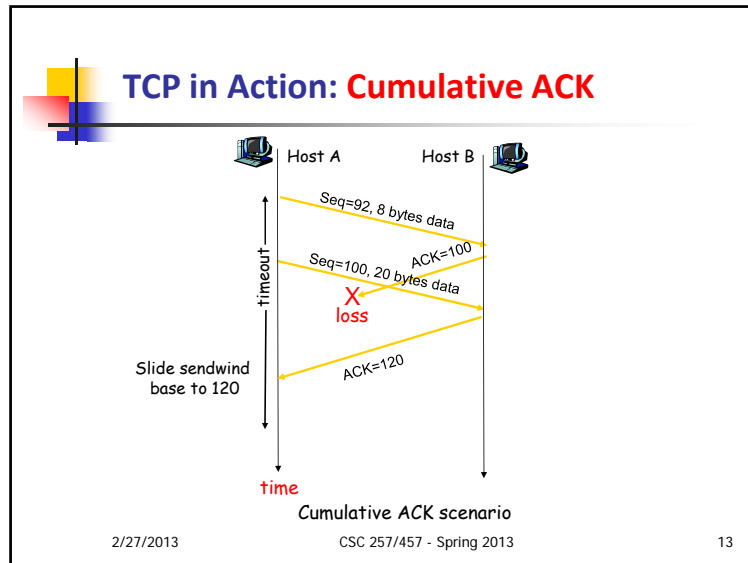 TCP in Action: Cumulative ACK
Host A
Host B
Seq=92, 8 bytes data
ACK=100
timeout
Seq=100, 20 bytes data
X
loss
ACK=120
Slide sendwind
base to 120
time
Cumulative ACK scenario
2/27/2013
CSC 257/457 - Spring 2013
13